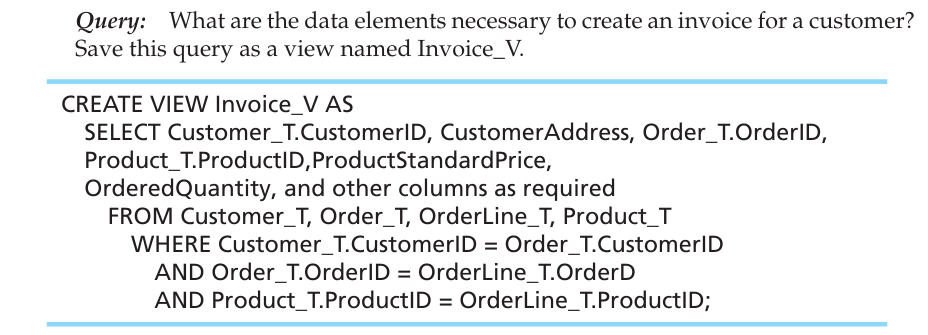 Query: What are the data elements necessary to create an invoice for a customer?
Save this query as a view named Invoice_V.
CREATE VIEW Invoice_V AS
SELECT Customer_T.CustomerID, CustomerAddress, Order_T.OrderID,
Product_T.ProductID,ProductStandardPrice,
OrderedQuantity, and other columns as required
FROM Customer_T, Order_T, OrderLine_T, Product_T
WHERE Customer_T.CustomerID = Order_T.CustomerID
AND Order_T.OrderID = OrderLine_T.OrderD
AND Product_T.ProductID = OrderLine_T.ProductID;